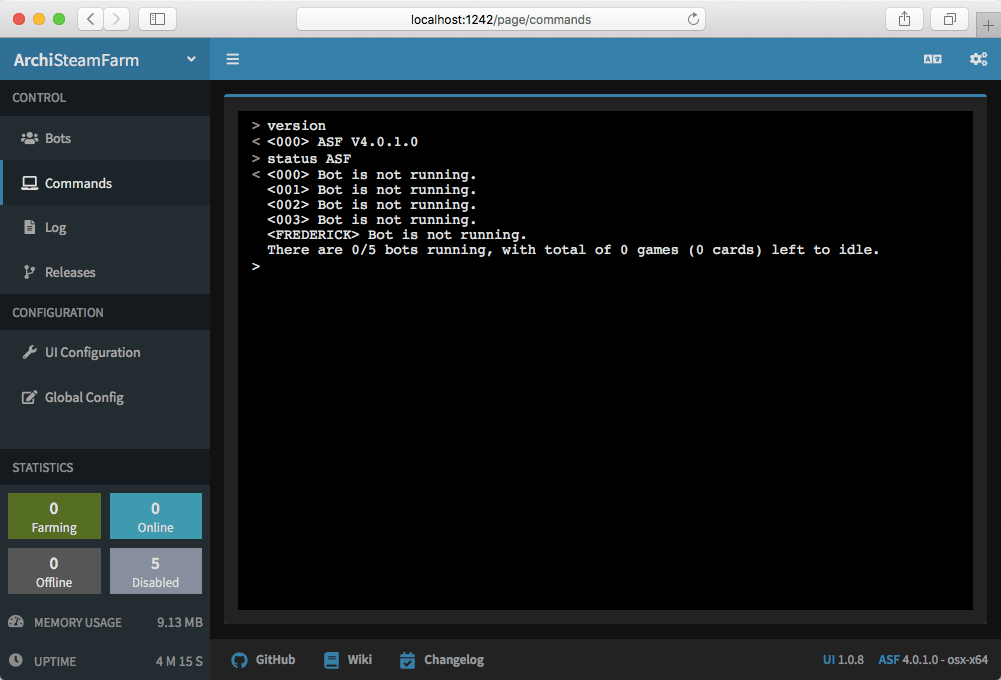 localhost:1242/page/commands
ArchiSteamFarm
CONTROL
Bots
Commands
Log
Releases
CONFIGURATION
UI Configuration
Global Config
STATISTICS
0
Farming
0
Online
0
Offline
5
Disabled
MEMORY USAGE 9.13 MB
UPTIME 4 M 15 S
> version
< <000> ASF V4.0.1.0
> status ASF
< <000> Bot is not running.
<001> Bot is not running.
<002> Bot is not running.
<003> Bot is not running.
<FREDERICK> Bot is not running.
There are 0/5 bots running, with total of 0 games (0 cards) left to idle.
>
GitHub Wiki Changelog UI 1.0.8 ASF 4.0.1.0 - osx-x64